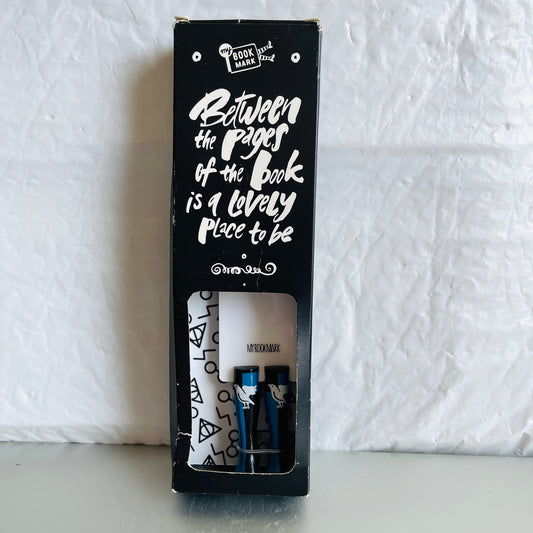 MY
BOOK
MARK
Between
the pages
of the book
is a lovely
place to be
MYBOOKMARK